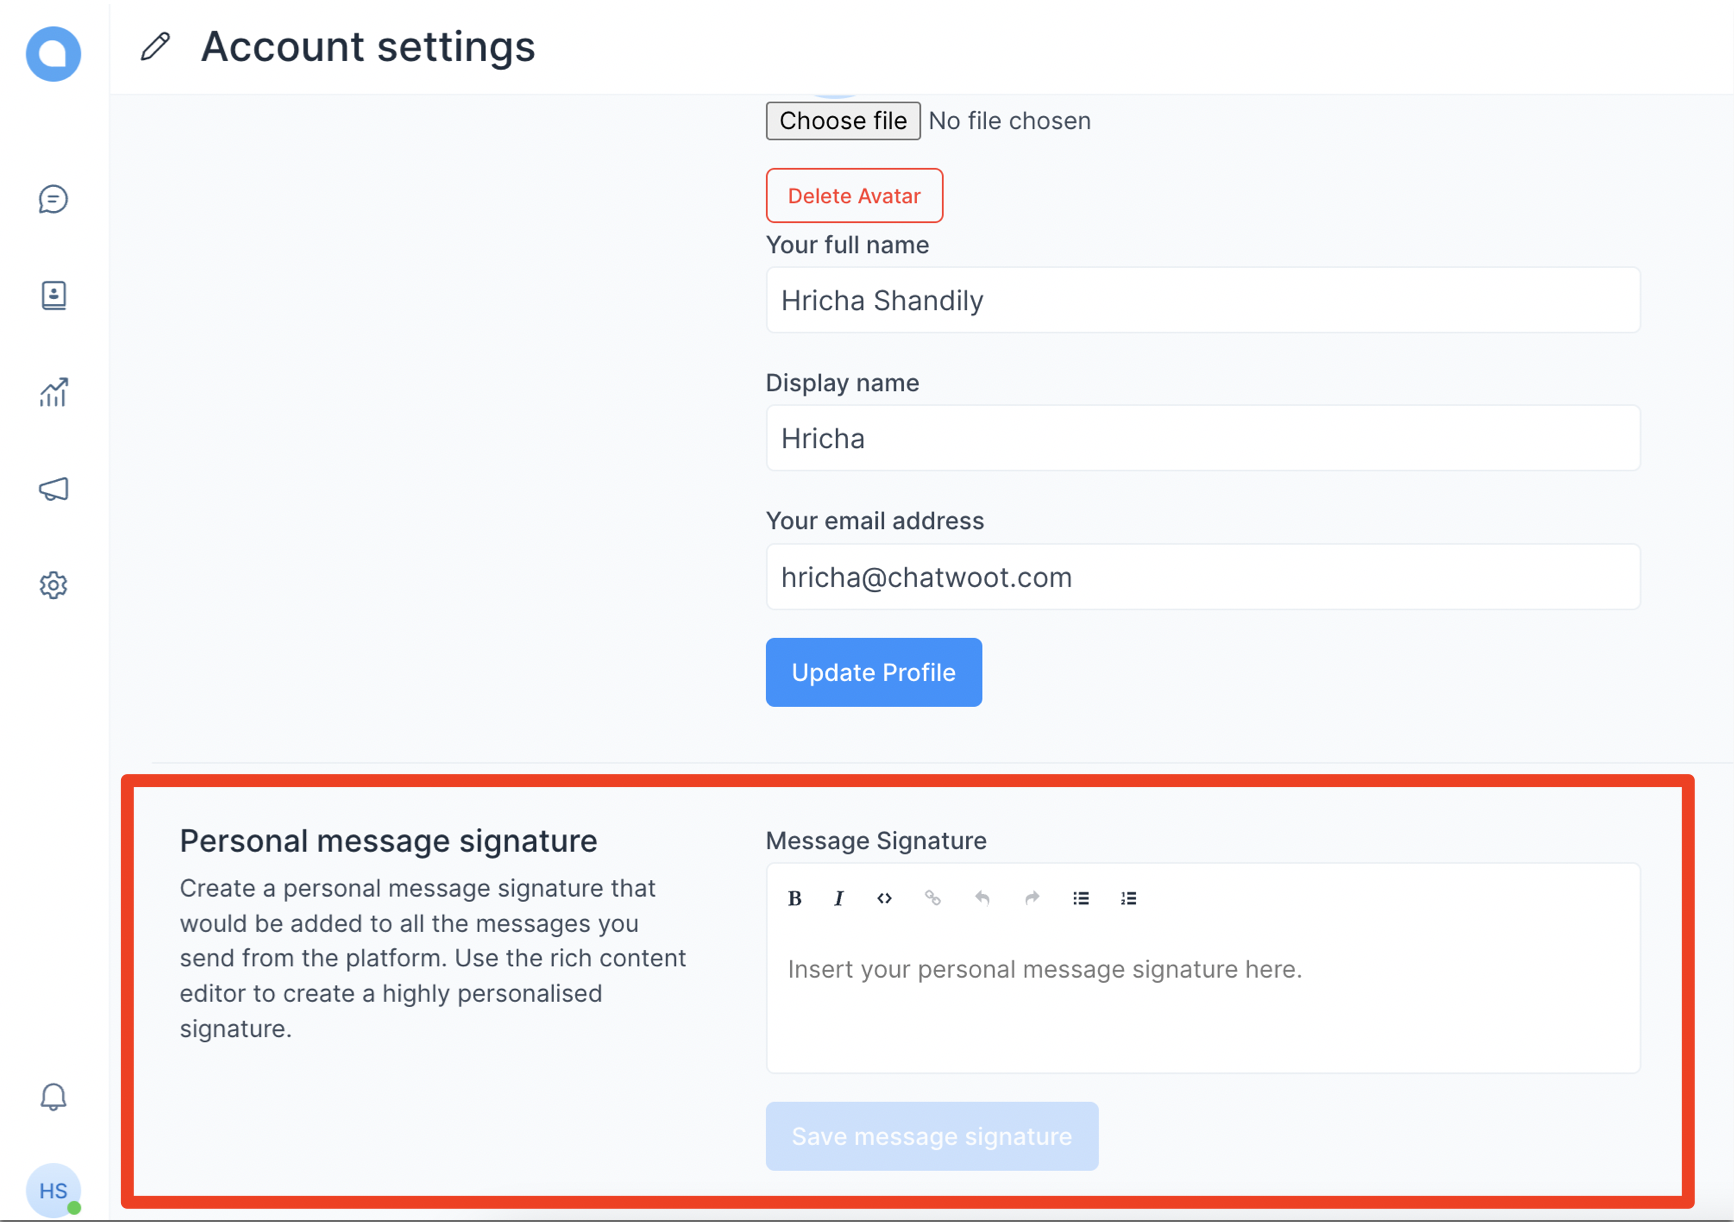 Account settings
Choose file No file chosen
Delete Avatar
Your full name
Hricha Shandily
Display name
Hricha
Your email address
hricha@chatwoot.com
Update Profile
Personal message signature
Create a personal message signature that
would be added to all the messages you
send from the platform. Use the rich content
editor to create a highly personalised
signature.
Message Signature
B I
Insert your personal message signature here.
Save message signature
HS